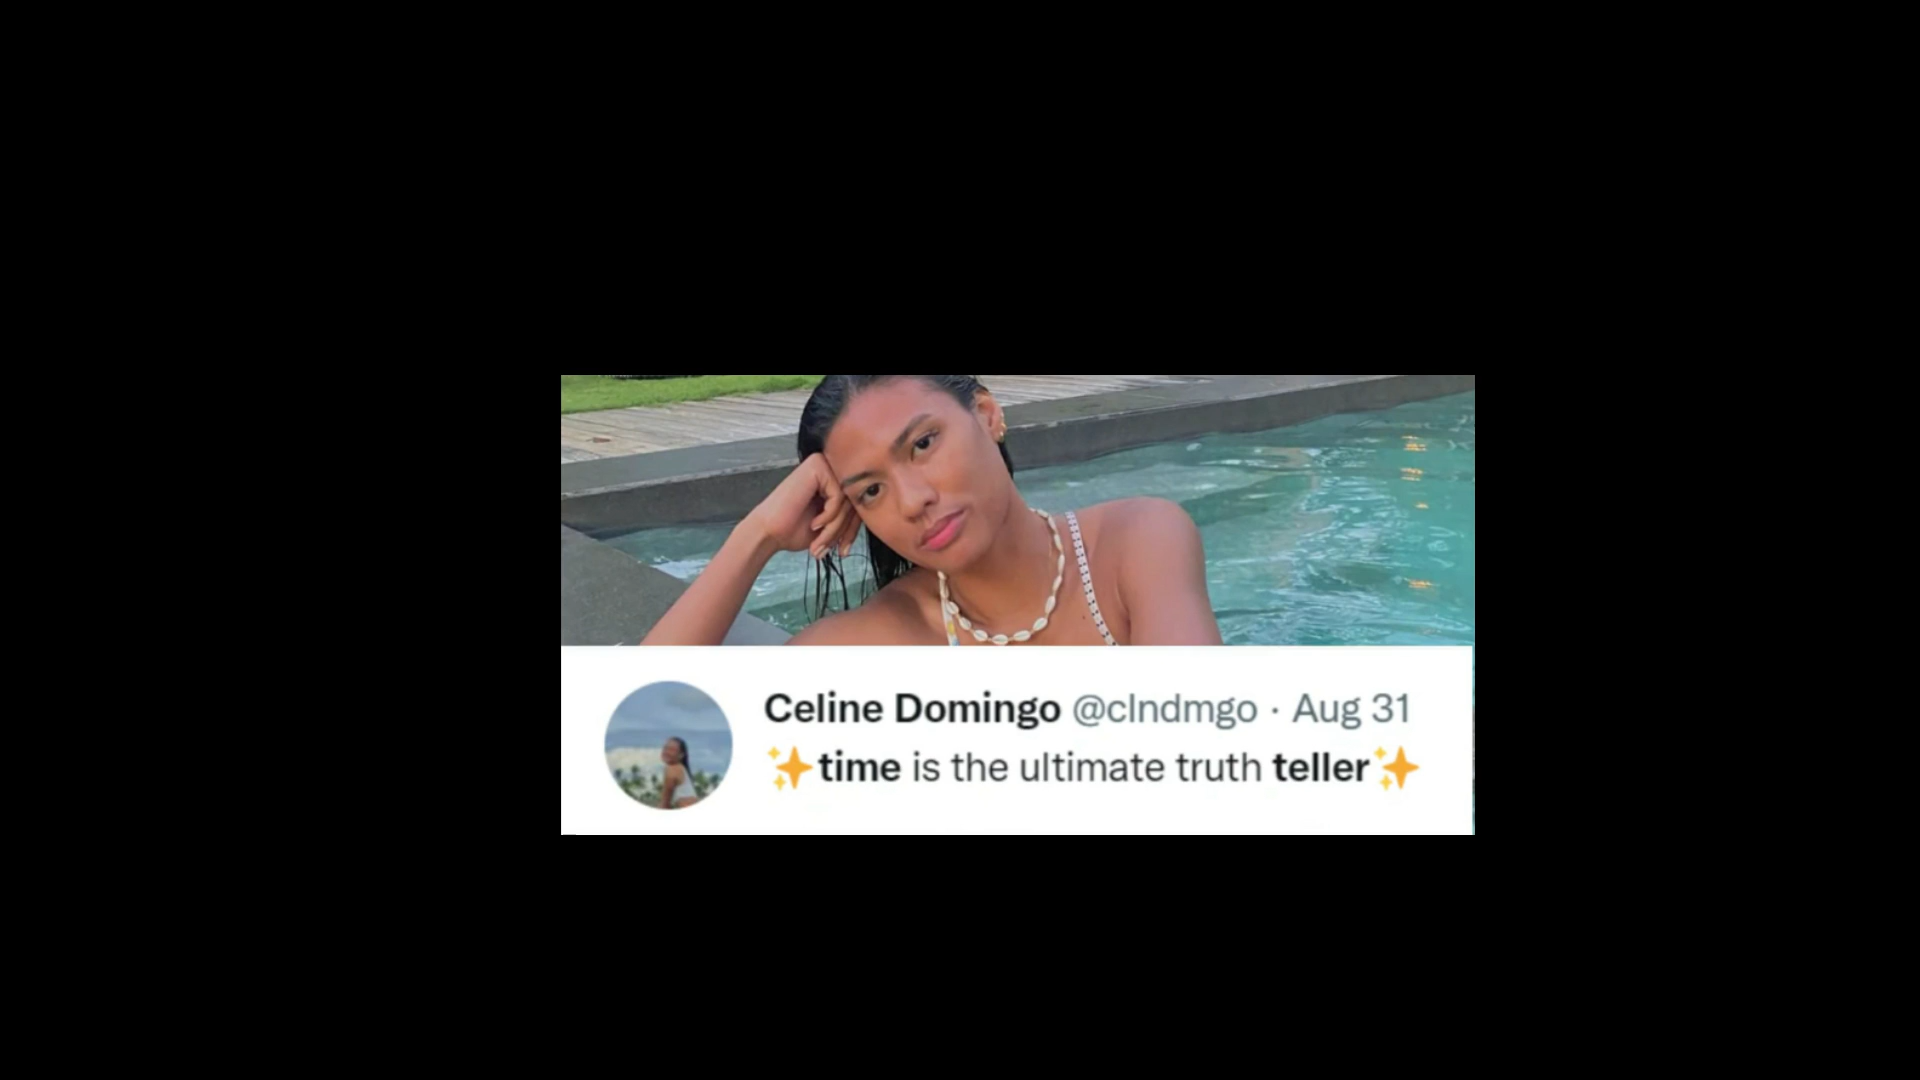 Celine Domingo @clndmgo · Aug 31
✨time is the ultimate truth teller✨